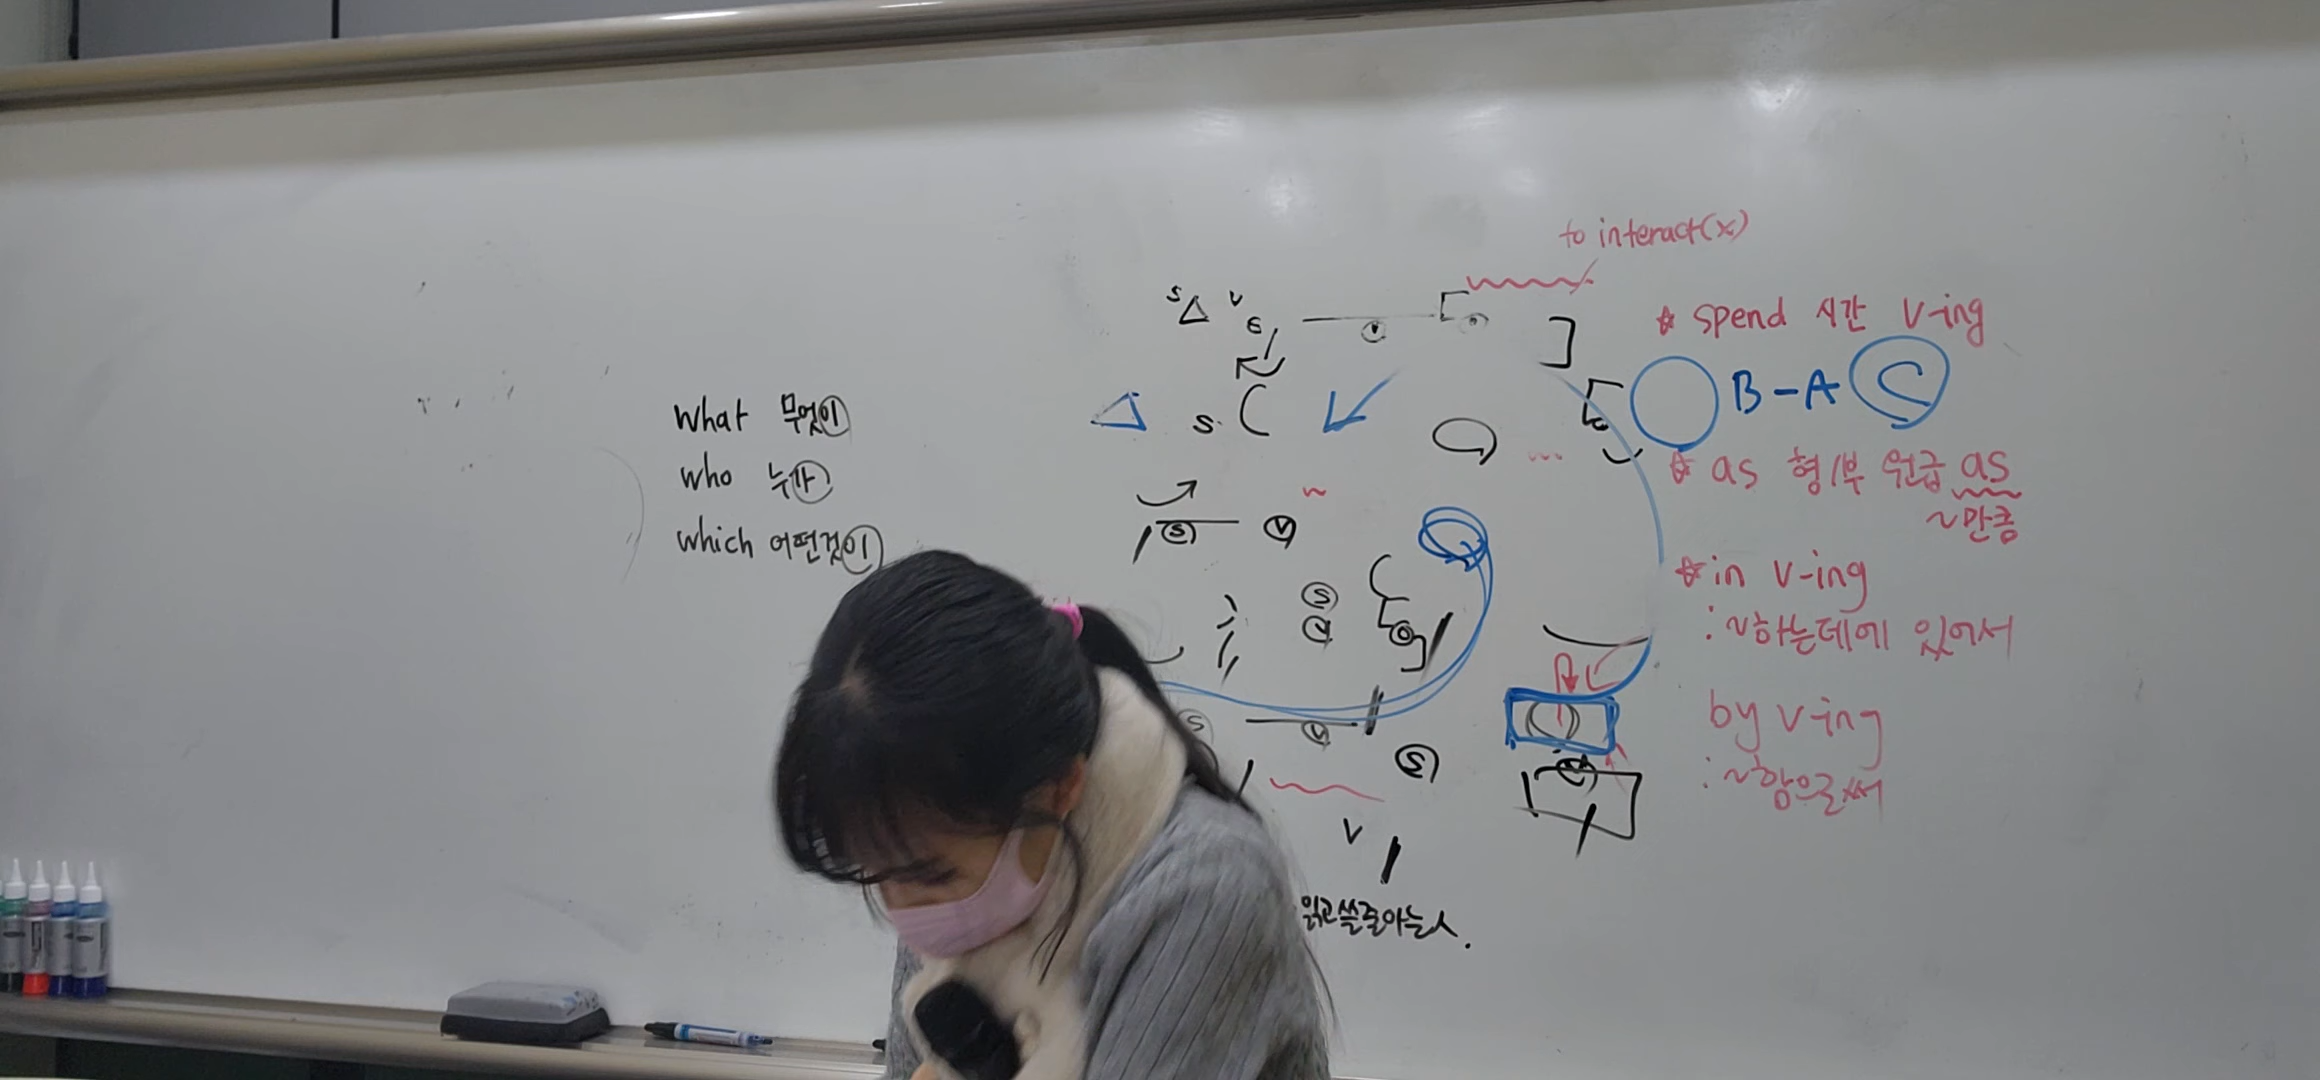 what 무엇이
who 누가
which 어떤것이
to interact(x)
S V
☆ spend 시간 V-ing
B-A S
S
☆ as 형/부 원급 as
~만큼
S V
☆ in V-ing
: ~하는데에 있어서
S
V
by V-ing
: ~함으로써
S V
S
V
읽고 쓸줄아는 사.